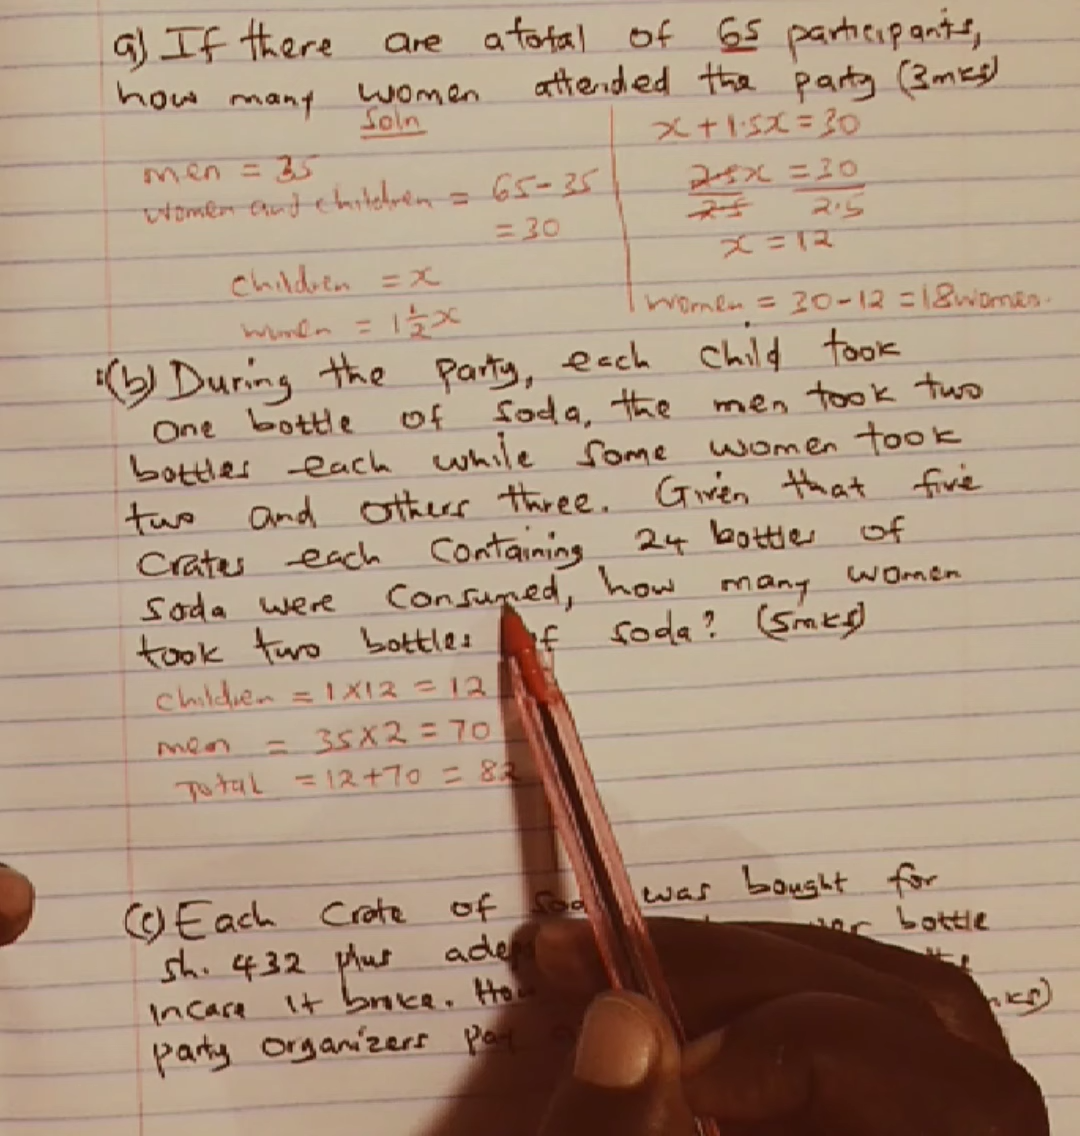 a) If there are a total of 65 participants,
how many women attended the party (3mks)
Soln
men = 35
women and children = 65-35
= 30
children = x
women = 1 1/2 x
x + 1.5x = 30
2.5x = 30
2.5 2.5
x = 12
women = 30-12 = 18 women.
(b) During the party, each child took
one bottle of soda, the men took two
bottles each while some women took
two and others three. Given that five
crates each containing 24 bottles of
soda were consumed, how many women
took two bottles of soda? (5mks)
children = 1x12 = 12
men = 35x2 = 70
Total = 12+70 = 82
(c) Each crate of soda was bought for
sh. 432 plus bottle
incase it broke.
party organizers